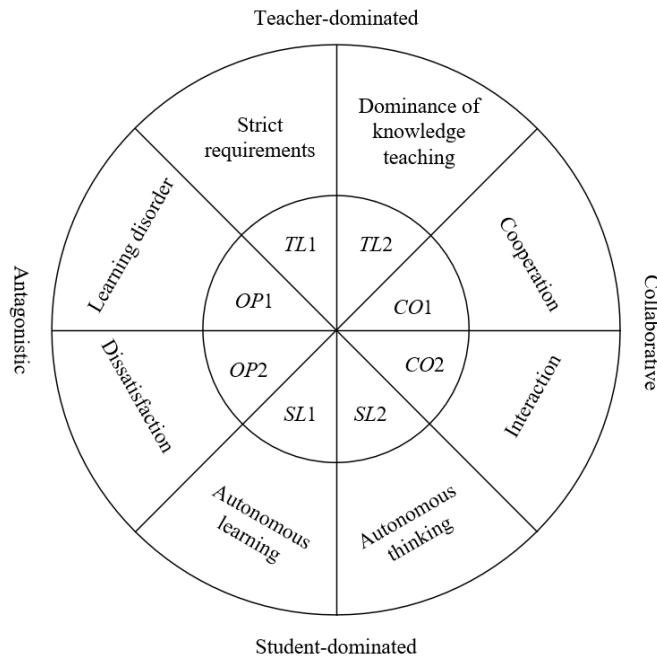 Teacher-dominated
Strict
requirements
Dominance of
knowledge
teaching
Learning disorder
TL1
TL2
Cooperation
OP1
CO1
Antagonistic
Collaborative
OP2
CO2
Dissatisfaction
SL1
SL2
Interaction
Autonomous
learning
Autonomous
thinking
Student-dominated